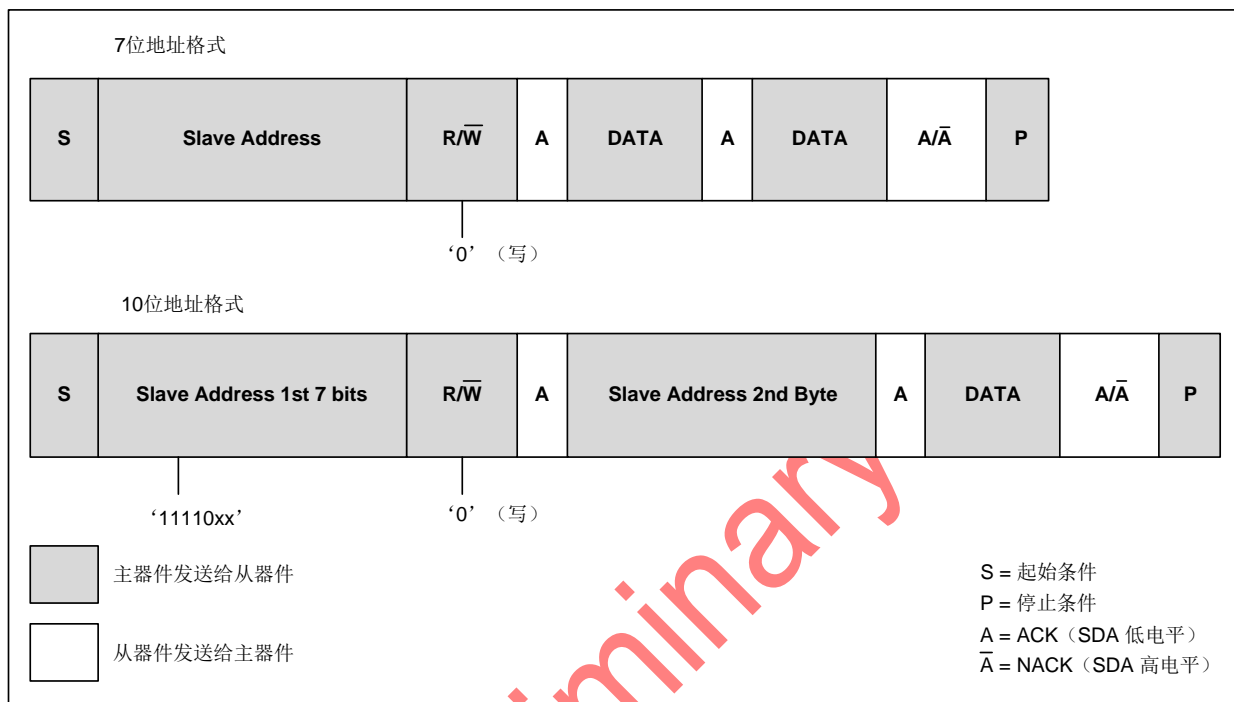 7位地址格式
S Slave Address R/W̅ A DATA A DATA A/A̅ P
‘0’ （写）
10位地址格式
S Slave Address 1st 7 bits R/W̅ A Slave Address 2nd Byte A DATA A/A̅ P
‘11110xx’ ‘0’ （写）
主器件发送给从器件
从器件发送给主器件
S = 起始条件
P = 停止条件
A = ACK（SDA 低电平）
A̅ = NACK（SDA 高电平）